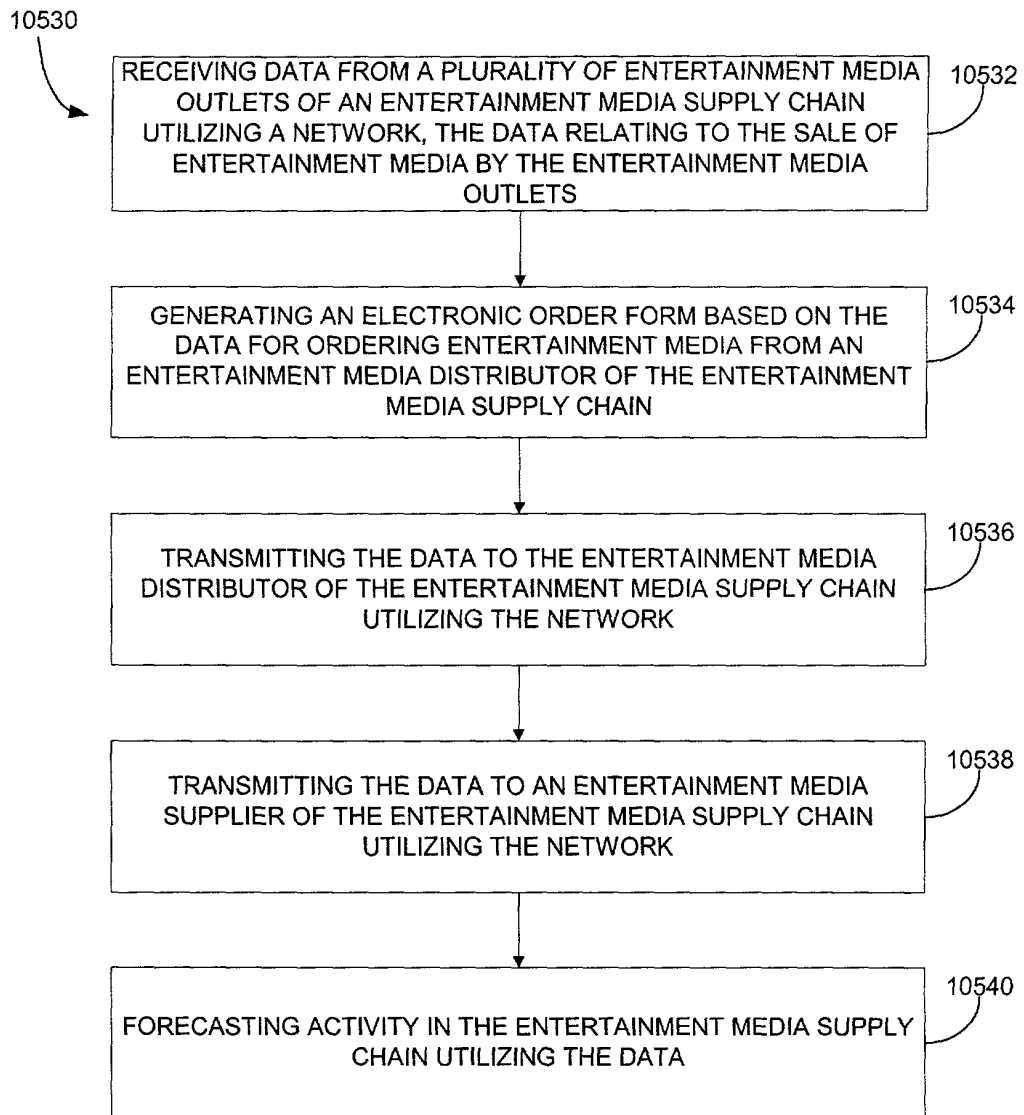 10530
RECEIVING DATA FROM A PLURALITY OF ENTERTAINMENT MEDIA
OUTLETS OF AN ENTERTAINMENT MEDIA SUPPLY CHAIN
UTILIZING A NETWORK, THE DATA RELATING TO THE SALE OF
ENTERTAINMENT MEDIA BY THE ENTERTAINMENT MEDIA
OUTLETS
10532
GENERATING AN ELECTRONIC ORDER FORM BASED ON THE
DATA FOR ORDERING ENTERTAINMENT MEDIA FROM AN
ENTERTAINMENT MEDIA DISTRIBUTOR OF THE ENTERTAINMENT
MEDIA SUPPLY CHAIN
10534
TRANSMITTING THE DATA TO THE ENTERTAINMENT MEDIA
DISTRIBUTOR OF THE ENTERTAINMENT MEDIA SUPPLY CHAIN
UTILIZING THE NETWORK
10536
TRANSMITTING THE DATA TO AN ENTERTAINMENT MEDIA
SUPPLIER OF THE ENTERTAINMENT MEDIA SUPPLY CHAIN
UTILIZING THE NETWORK
10538
FORECASTING ACTIVITY IN THE ENTERTAINMENT MEDIA SUPPLY
CHAIN UTILIZING THE DATA
10540